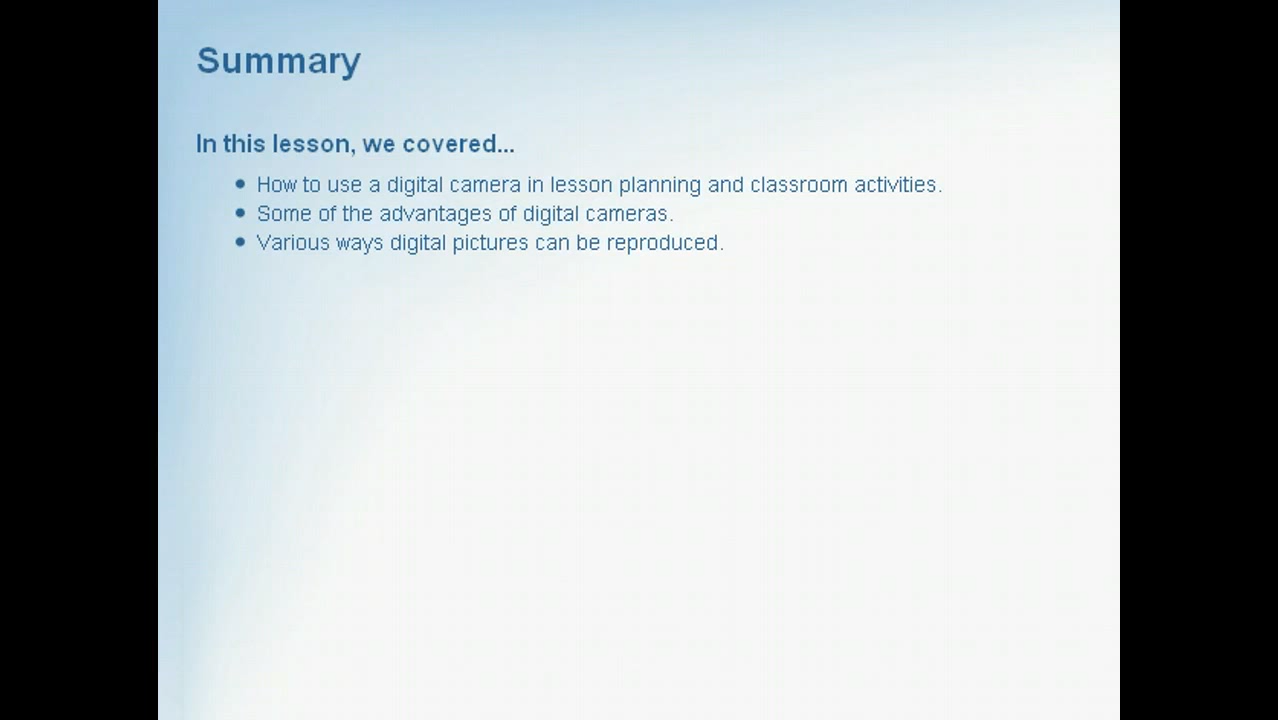 Summary
In this lesson, we covered...
• How to use a digital camera in lesson planning and classroom activities.
• Some of the advantages of digital cameras.
• Various ways digital pictures can be reproduced.